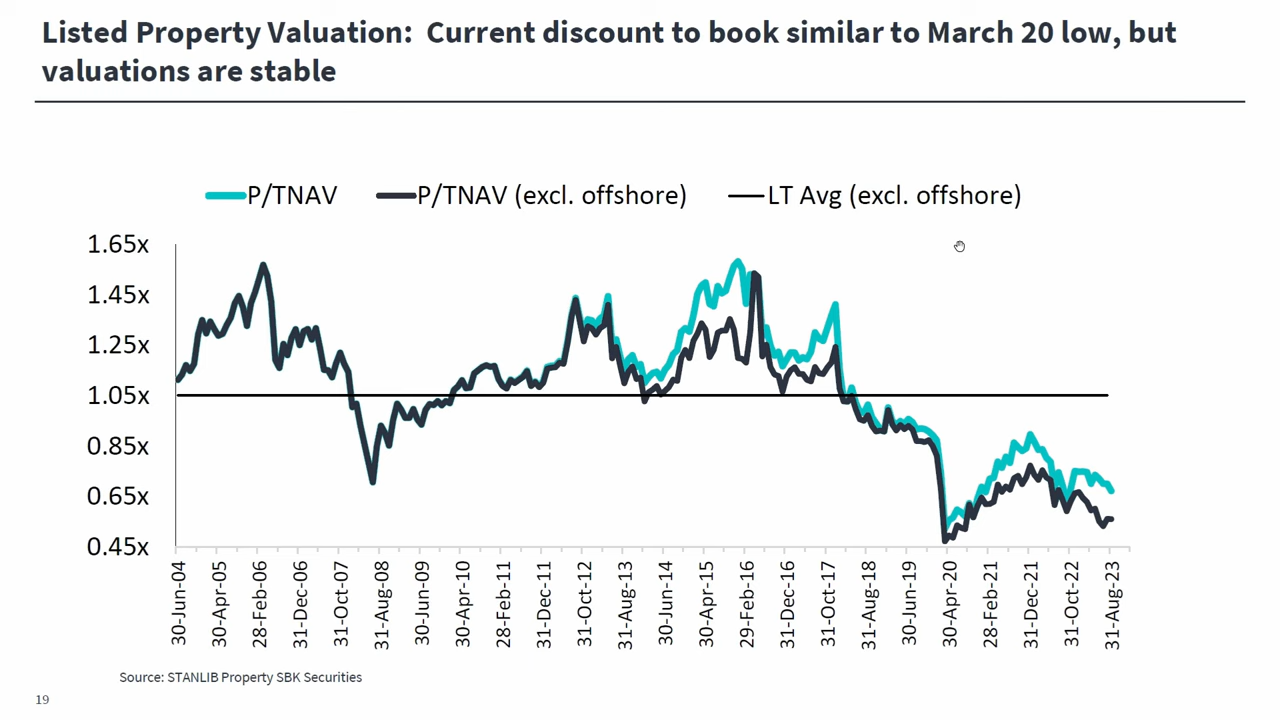 Listed Property Valuation:  Current discount to book similar to March 20 low, but
valuations are stable
P/TNAV
P/TNAV (excl. offshore)
LT Avg (excl. offshore)
1.65x
1.45x
1.25x
1.05x
0.85x
0.65x
0.45x
30-Jun-04
30-Apr-05
28-Feb-06
31-Dec-06
31-Oct-07
31-Aug-08
30-Jun-09
30-Apr-10
28-Feb-11
31-Dec-11
31-Oct-12
31-Aug-13
30-Jun-14
30-Apr-15
29-Feb-16
31-Dec-16
31-Oct-17
31-Aug-18
30-Jun-19
30-Apr-20
28-Feb-21
31-Dec-21
31-Oct-22
31-Aug-23
Source: STANLIB Property SBK Securities
19